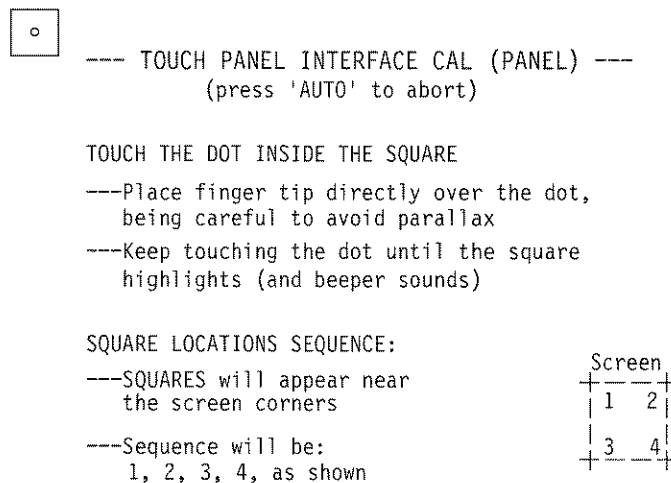 --- TOUCH PANEL INTERFACE CAL (PANEL) ---
(press 'AUTO' to abort)
TOUCH THE DOT INSIDE THE SQUARE
---Place finger tip directly over the dot,
being careful to avoid parallax
---Keep touching the dot until the square
highlights (and beeper sounds)
SQUARE LOCATIONS SEQUENCE:
---SQUARES will appear near
the screen corners
---Sequence will be:
1, 2, 3, 4, as shown
Screen
1 2
3 4